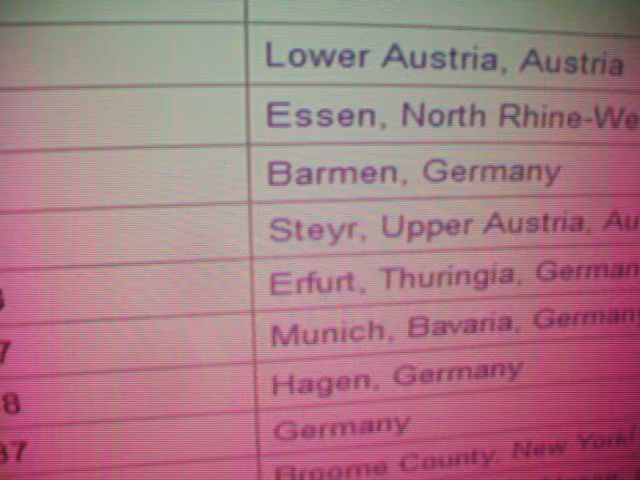 Lower Austria, Austria
Essen, North Rhine-We
Barmen, Germany
Steyr, Upper Austria, Au
Erfurt, Thuringia, German
7 Munich, Bavaria, German
8 Hagen, Germany
37 Germany
Broome County, New York